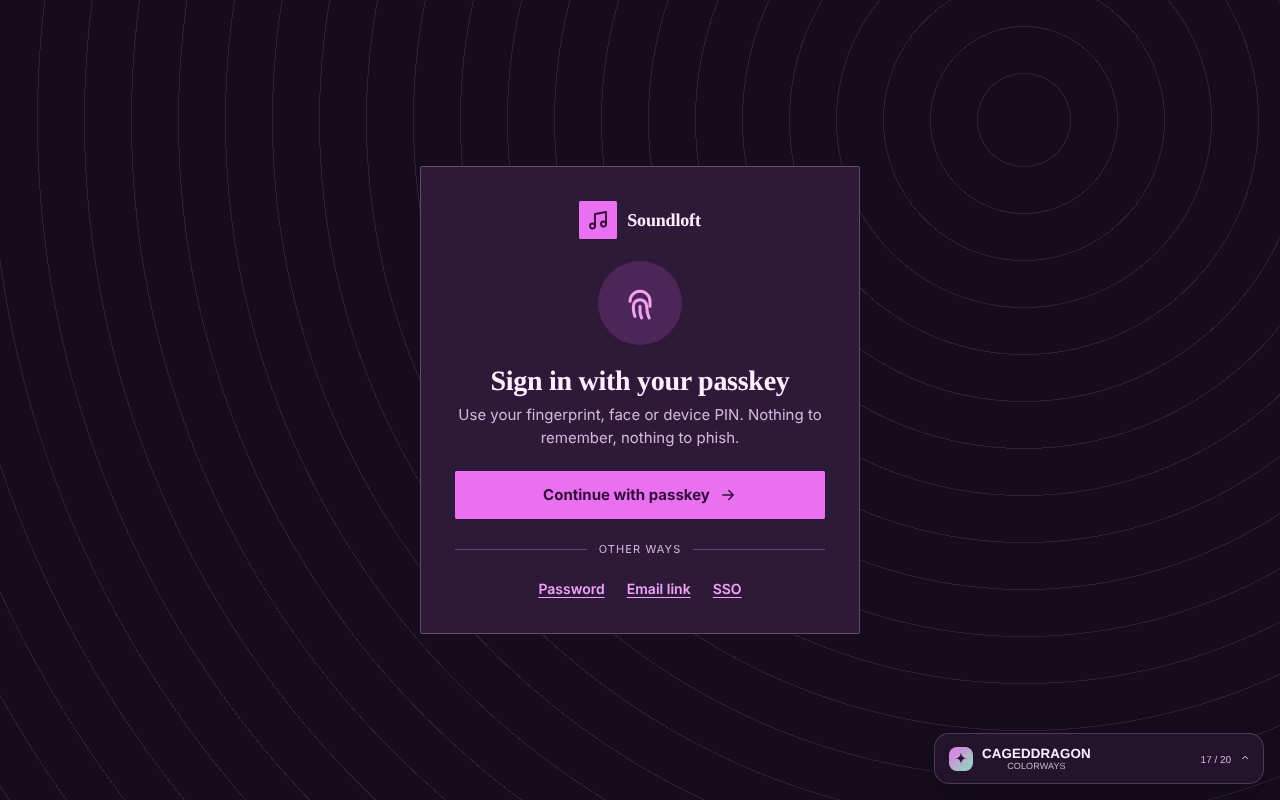 Soundloft
Sign in with your passkey
Use your fingerprint, face or device PIN. Nothing to
remember, nothing to phish.
Continue with passkey
OTHER WAYS
Password Email link SSO
CAGEDDRAGON
COLORWAYS
17 / 20